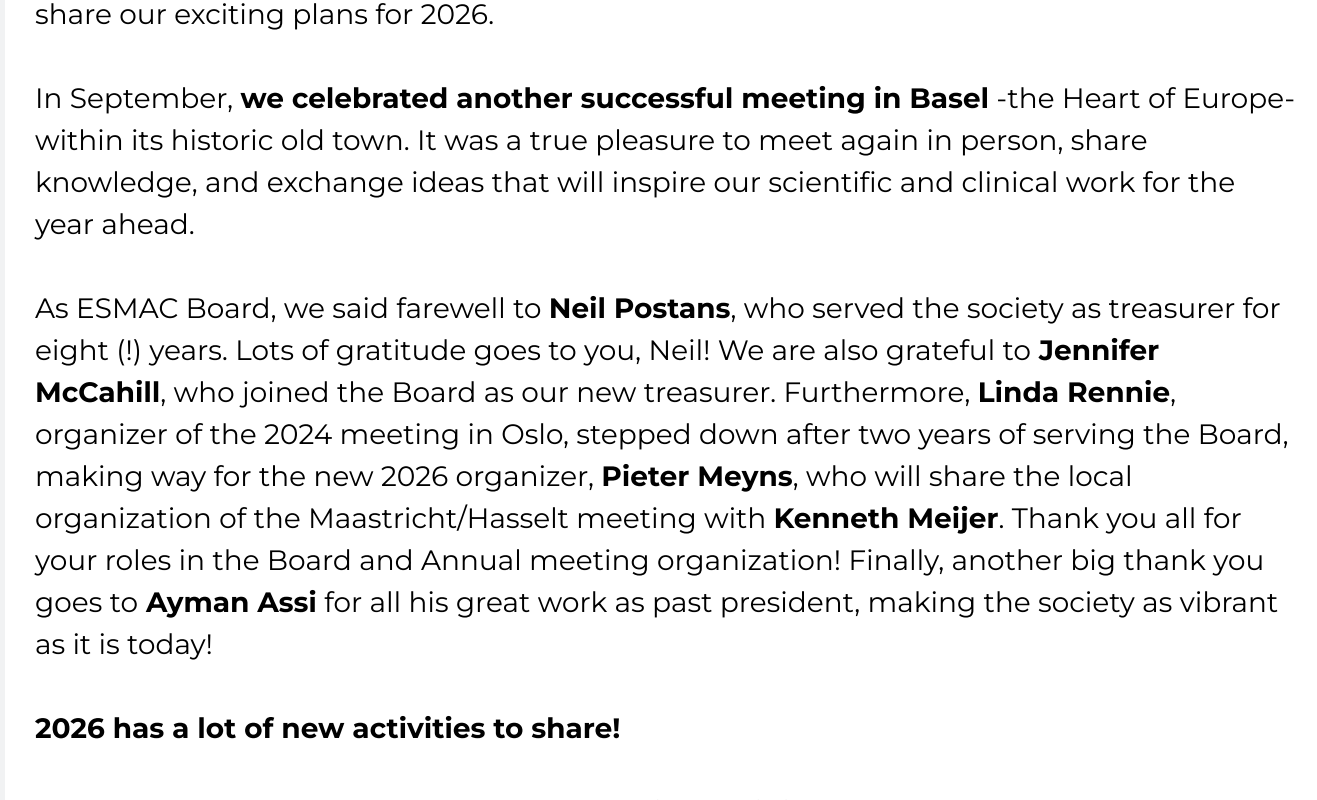 share our exciting plans for 2026.
In September, we celebrated another successful meeting in Basel -the Heart of Europe-
within its historic old town. It was a true pleasure to meet again in person, share
knowledge, and exchange ideas that will inspire our scientific and clinical work for the
year ahead.
As ESMAC Board, we said farewell to Neil Postans, who served the society as treasurer for
eight (!) years. Lots of gratitude goes to you, Neil! We are also grateful to Jennifer
McCahill, who joined the Board as our new treasurer. Furthermore, Linda Rennie,
organizer of the 2024 meeting in Oslo, stepped down after two years of serving the Board,
making way for the new 2026 organizer, Pieter Meyns, who will share the local
organization of the Maastricht/Hasselt meeting with Kenneth Meijer. Thank you all for
your roles in the Board and Annual meeting organization! Finally, another big thank you
goes to Ayman Assi for all his great work as past president, making the society as vibrant
as it is today!
2026 has a lot of new activities to share!